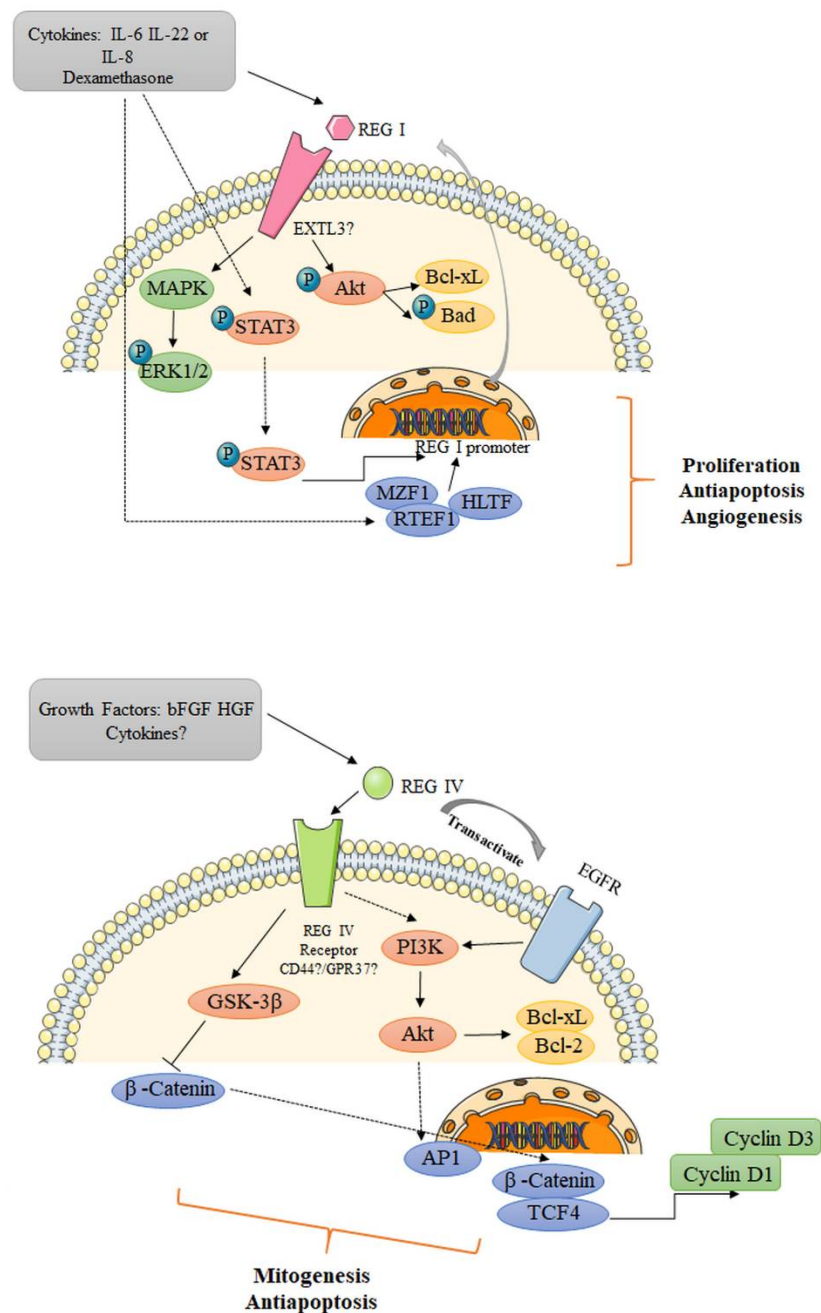 Cytokines: IL-6 IL-22 or
IL-8
Dexamethasone
REG I
EXTL3?
MAPK
P
Akt
Bcl-xL
P
Bad
P
STAT3
P
ERK1/2
P
STAT3
REG I promoter
MZF1
HLTF
RTEF1
Proliferation
Antiapoptosis
Angiogenesis
Growth Factors: bFGF HGF
Cytokines?
REG IV
Transactivate
EGFR
REG IV
Receptor
CD44?/GPR37?
PI3K
GSK-3β
Akt
Bcl-xL
Bcl-2
β -Catenin
AP1
β -Catenin
TCF4
Cyclin D3
Cyclin D1
Mitogenesis
Antiapoptosis